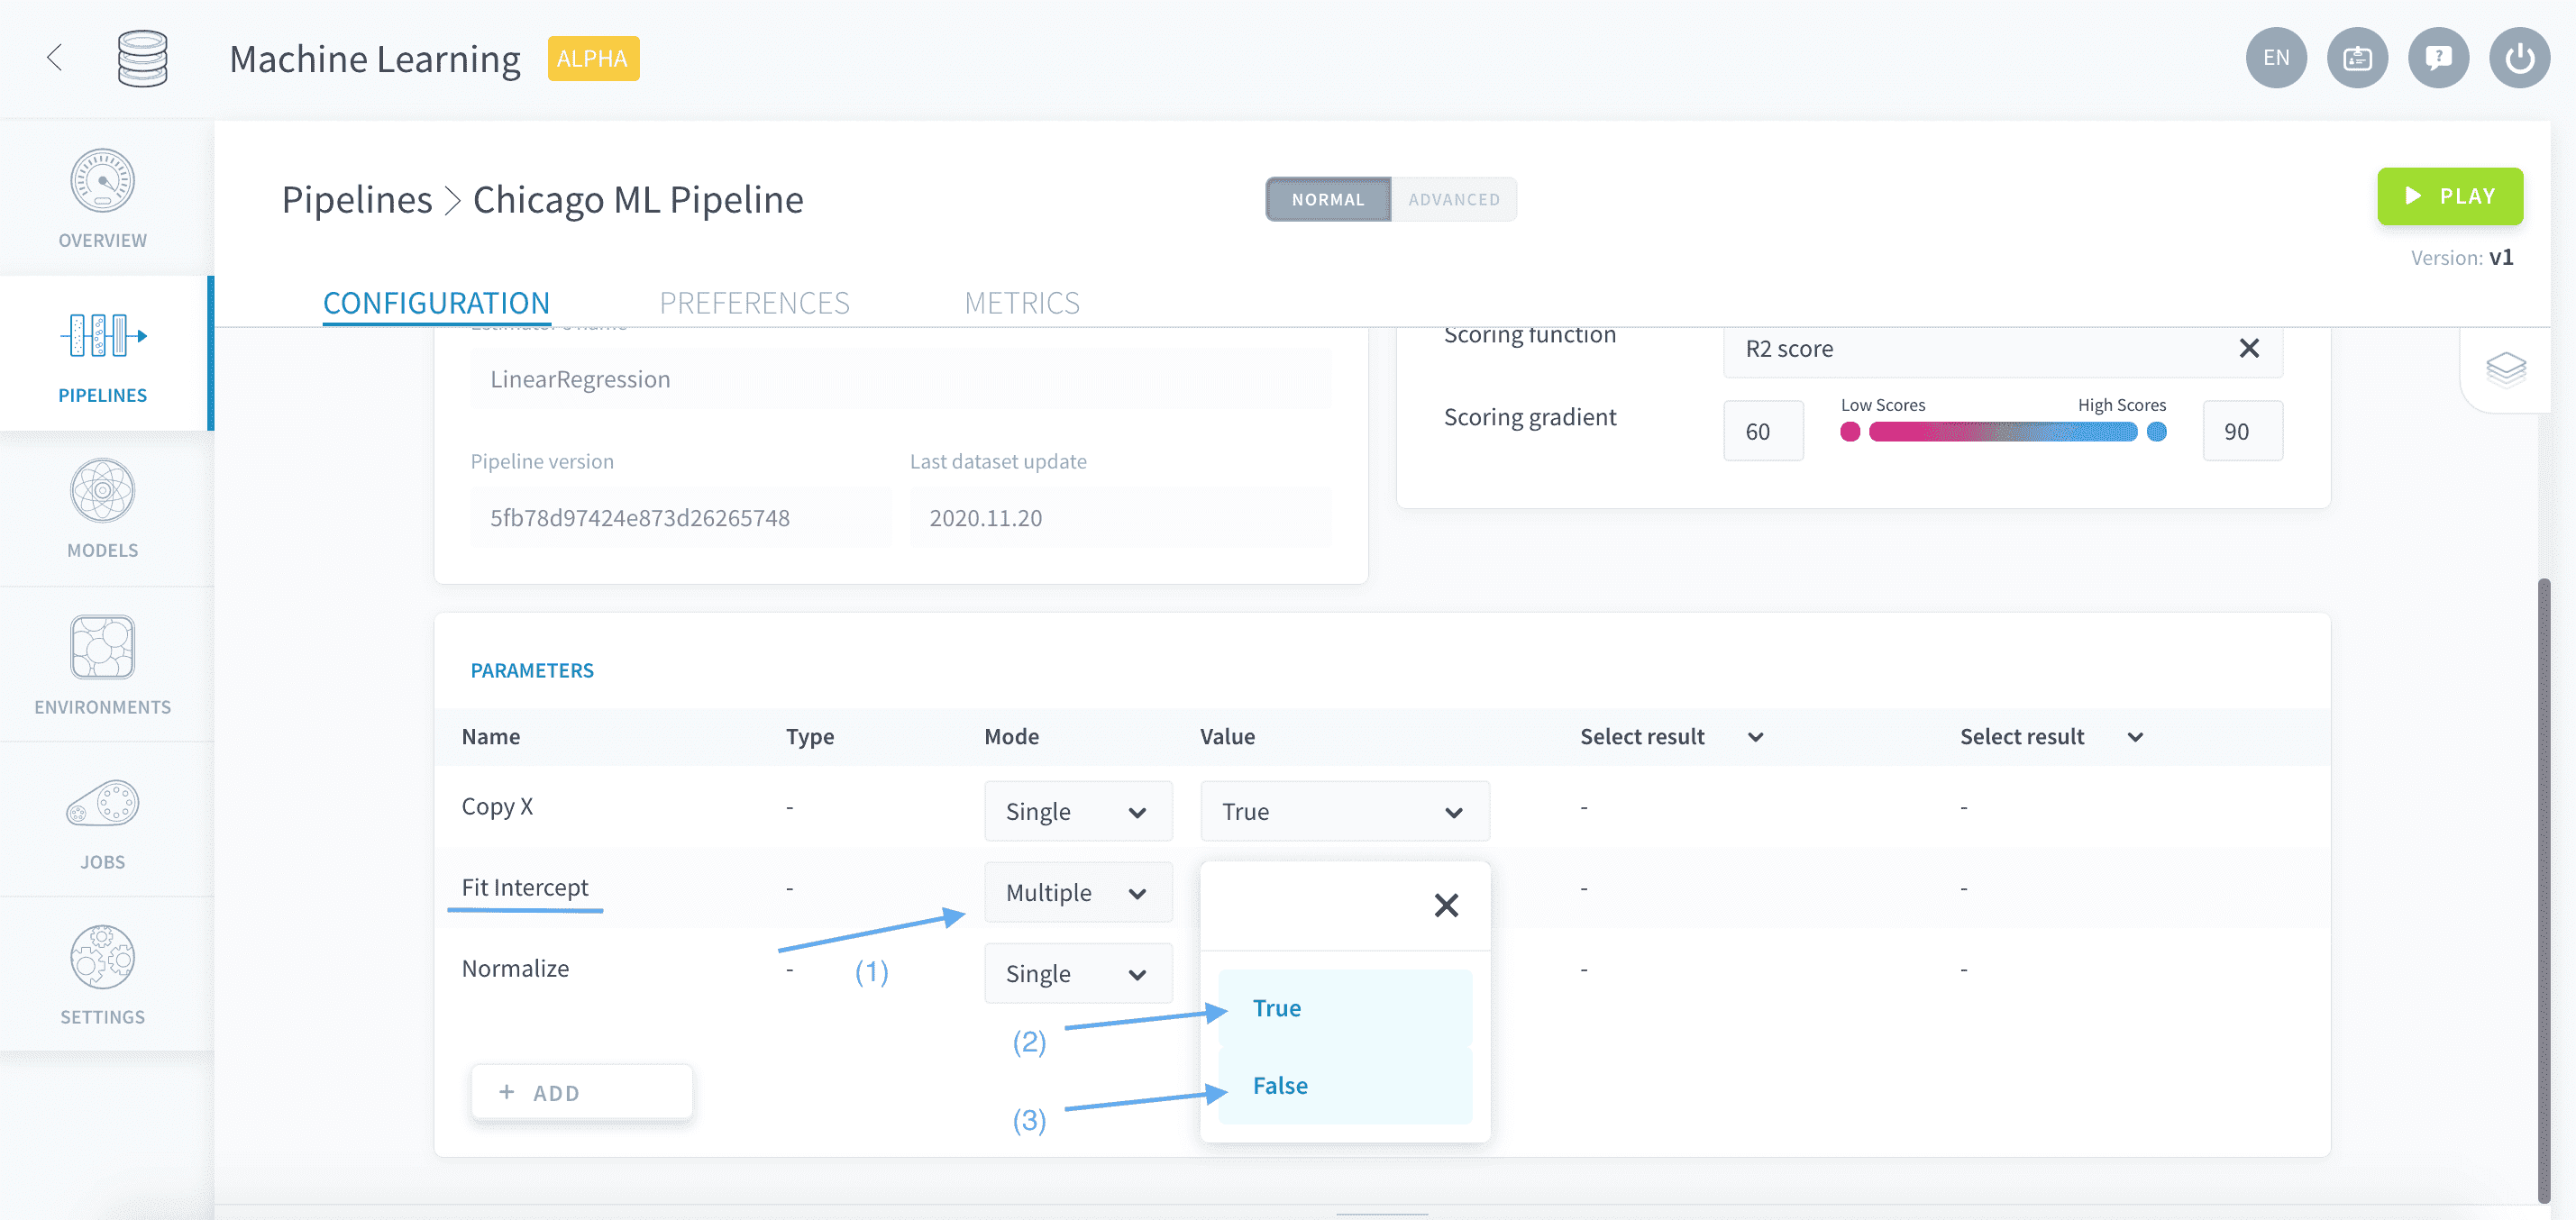 Machine Learning ALPHA
EN
OVERVIEW
PIPELINES
MODELS
ENVIRONMENTS
JOBS
SETTINGS
Pipelines > Chicago ML Pipeline
NORMAL ADVANCED
PLAY
Version: v1
CONFIGURATION PREFERENCES METRICS
LinearRegression
Pipeline version Last dataset update
5fb78d97424e873d26265748 2020.11.20
Scoring function R2 score
Scoring gradient 60 Low Scores High Scores 90
PARAMETERS
Name Type Mode Value Select result Select result
Copy X - Single True - -
Fit Intercept - Multiple - -
Normalize - Single - -
(1)
(2) True
(3) False
+ ADD